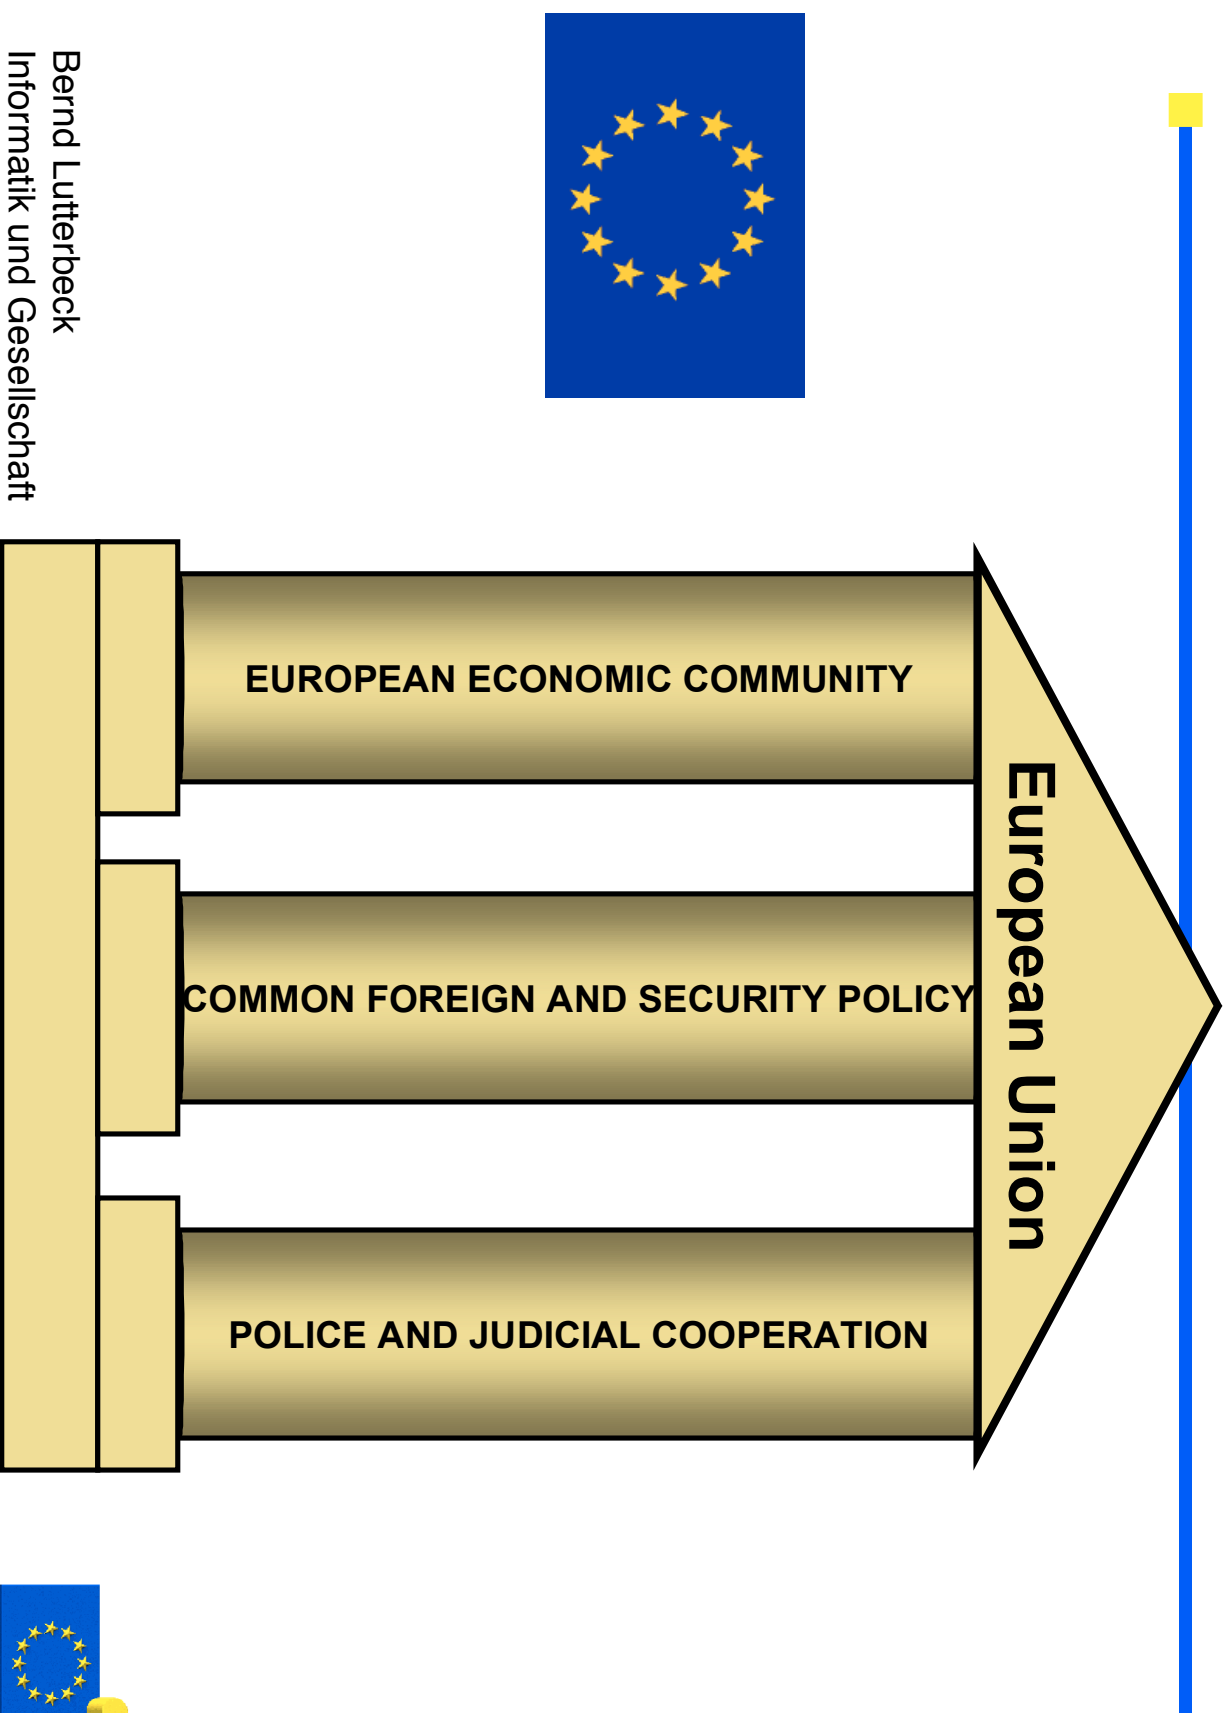 European Union
EUROPEAN ECONOMIC COMMUNITY
COMMON FOREIGN AND SECURITY POLICY
POLICE AND JUDICIAL COOPERATION
Bernd Lutterbeck
Informatik und Gesellschaft